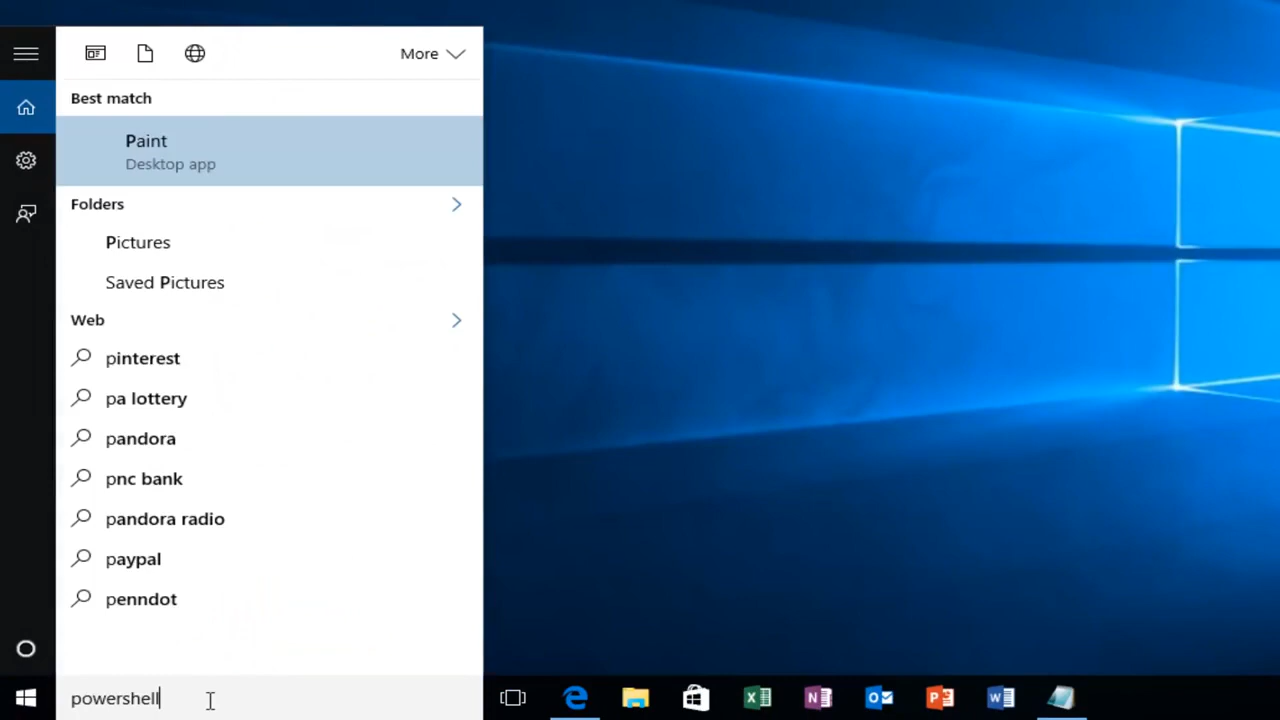 More
Best match
Paint
Desktop app
Folders
Pictures
Saved Pictures
Web
pinterest
pa lottery
pandora
pnc bank
pandora radio
paypal
penndot
powershell